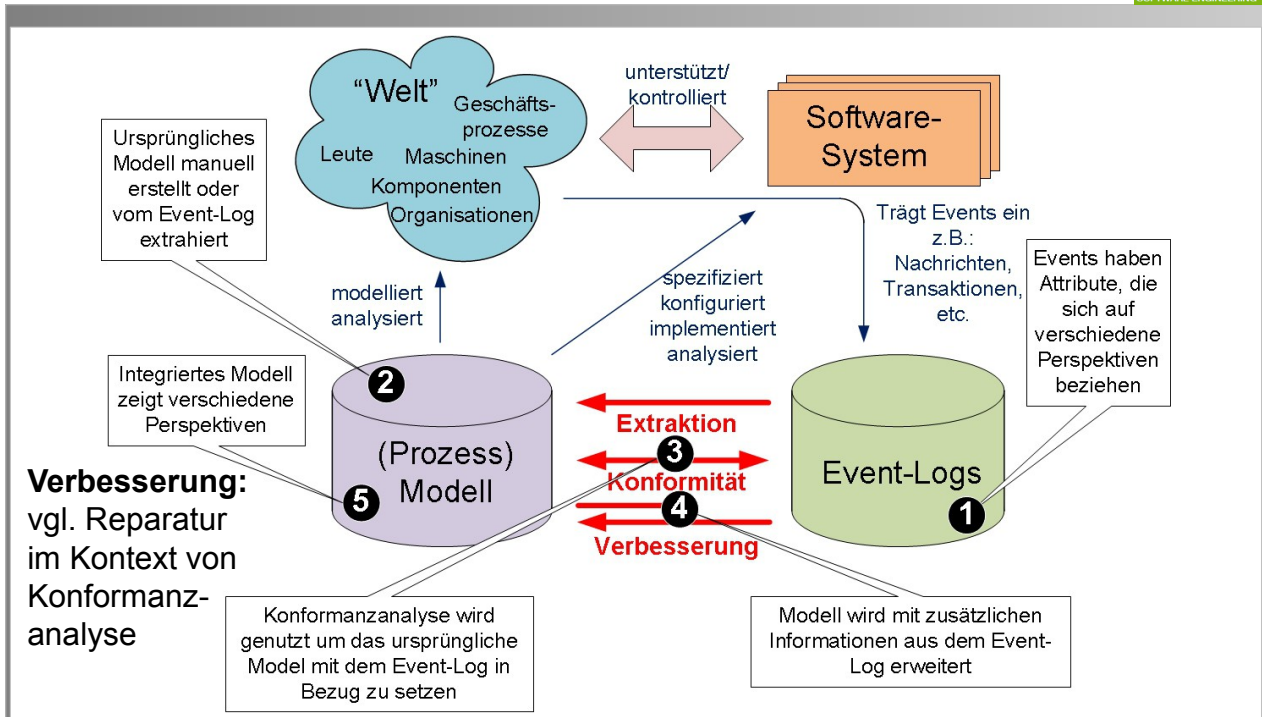 “Welt”
Geschäfts-
prozesse
Leute
Maschinen
Komponenten
Organisationen
unterstützt/
kontrolliert
Software-
System
Ursprüngliches
Modell manuell
erstellt oder
vom Event-Log
extrahiert
modelliert
analysiert
spezifiziert
konfiguriert
implementiert
analysiert
Trägt Events ein
z.B.:
Nachrichten,
Transaktionen,
etc.
Events haben
Attribute, die
sich auf
verschiedene
Perspektiven
beziehen
Integriertes Modell
zeigt verschiedene
Perspektiven
2
(Prozess)
Modell
5
Extraktion
3
Konformität
4
Verbesserung
Event-Logs
1
Verbesserung:
vgl. Reparatur
im Kontext von
Konformanz-
analyse
Konformanzanalyse wird
genutzt um das ursprüngliche
Model mit dem Event-Log in
Bezug zu setzen
Modell wird mit zusätzlichen
Informationen aus dem Event-
Log erweitert